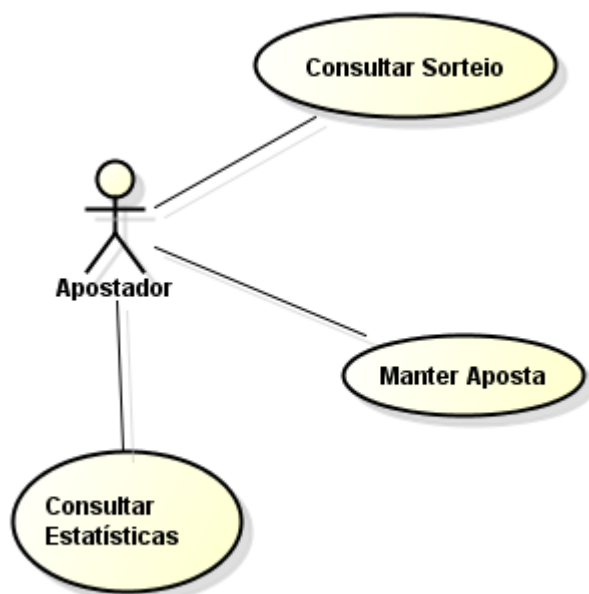 Consultar Sorteio
Apostador
Manter Aposta
Consultar
Estatísticas